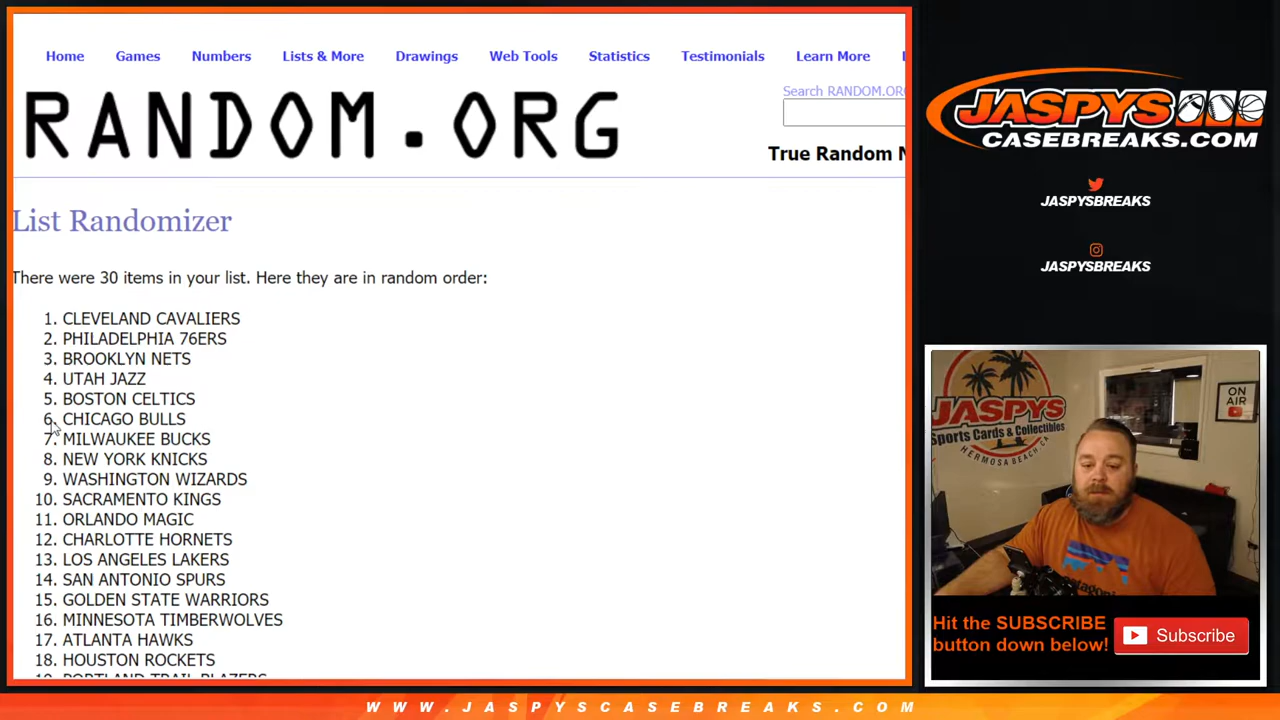 Home Games Numbers Lists & More Drawings Web Tools Statistics Testimonials Learn More
Search RANDOM.ORG
RANDOM.ORG
True Random N
List Randomizer
There were 30 items in your list. Here they are in random order:
1. CLEVELAND CAVALIERS
2. PHILADELPHIA 76ERS
3. BROOKLYN NETS
4. UTAH JAZZ
5. BOSTON CELTICS
6. CHICAGO BULLS
7. MILWAUKEE BUCKS
8. NEW YORK KNICKS
9. WASHINGTON WIZARDS
10. SACRAMENTO KINGS
11. ORLANDO MAGIC
12. CHARLOTTE HORNETS
13. LOS ANGELES LAKERS
14. SAN ANTONIO SPURS
15. GOLDEN STATE WARRIORS
16. MINNESOTA TIMBERWOLVES
17. ATLANTA HAWKS
18. HOUSTON ROCKETS
19. PORTLAND TRAIL BLAZERS
JASPYS
CASEBREAKS.COM
JASPYSBREAKS
JASPYSBREAKS
JASPYS
Sports Cards & Collectibles
HERMOSA BEACH, CA
ON
AIR
patagonia
Hit the SUBSCRIBE
button down below!
Subscribe
WWW.JASPYSCASEBREAKS.COM